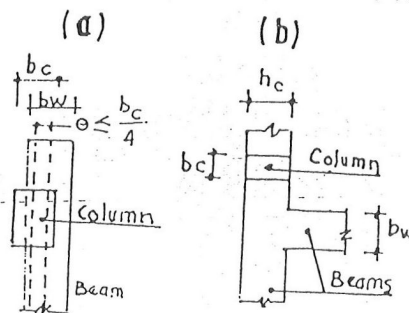 (a)
bc
bw
Θ ≤ bc/4
Column
Beam
(b)
hc
bc
Column
bw
Beams